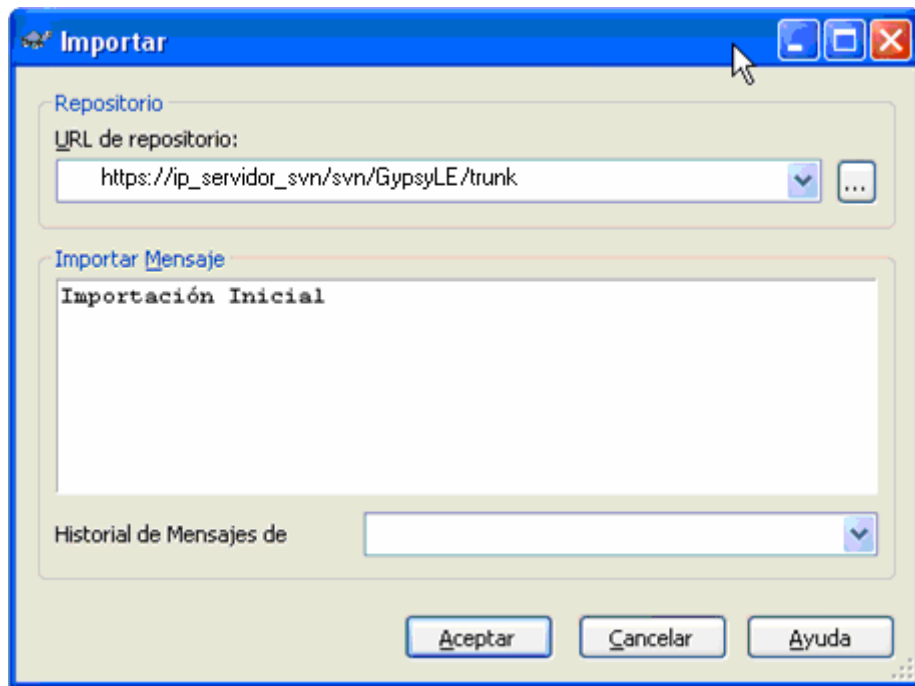 Importar
Repositorio
URL de repositorio:
https://ip_servidor_svn/svn/GypsyLE/trunk
...
Importar Mensaje
Importación Inicial
Historial de Mensajes de
Aceptar Cancelar Ayuda